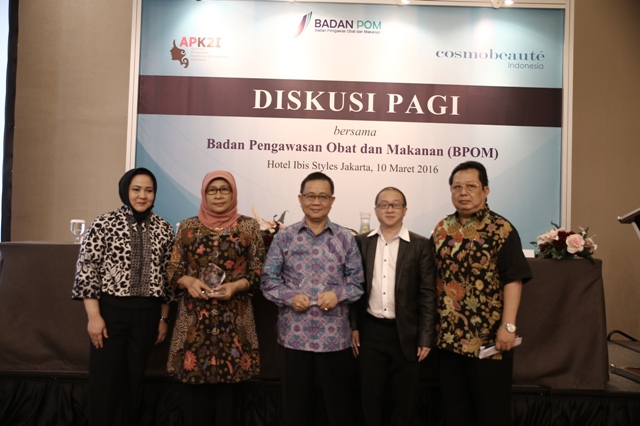 APK2I
BADAN POM
Badan Pengawas Obat dan Makanan
cosmobeauté
Indonesia
DISKUSI PAGI
bersama
Badan Pengawasan Obat dan Makanan (BPOM)
Hotel Ibis Styles Jakarta, 10 Maret 2016